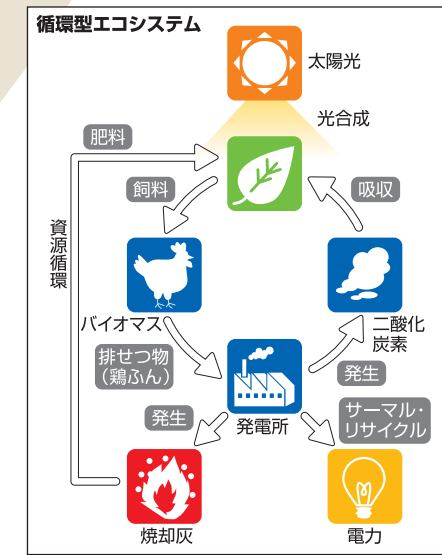 循環型エコシステム
太陽光
光合成
肥料
飼料
吸収
資源循環
バイオマス
二酸化
炭素
排せつ物
（鶏ふん）
発生
発電所
発生
サーマル・
リサイクル
焼却灰
電力